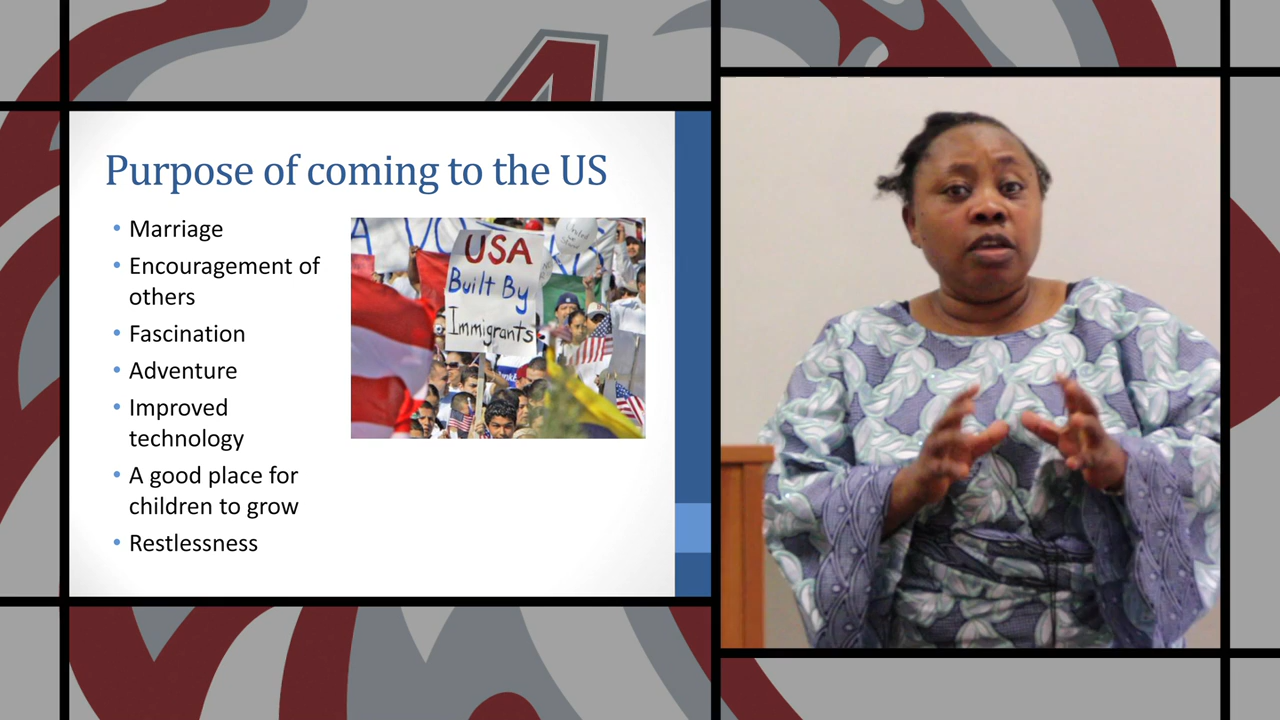 Purpose of coming to the US
• Marriage
• Encouragement of
others
• Fascination
• Adventure
• Improved
technology
• A good place for
children to grow
• Restlessness
USA
Built By
Immigrants